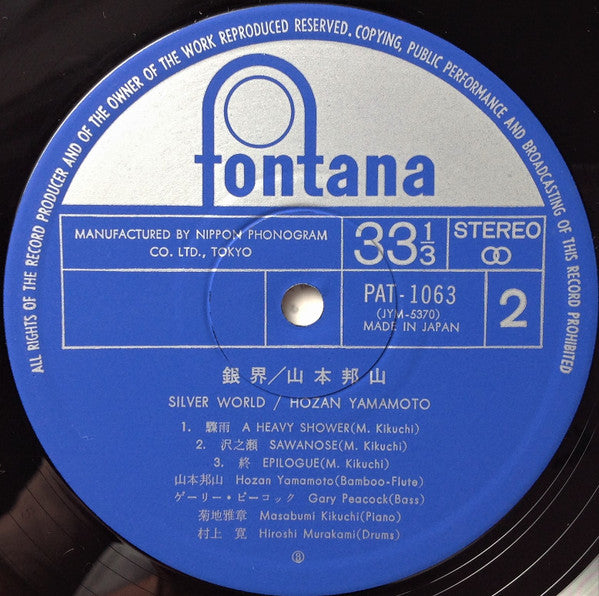 ALL RIGHTS OF THE RECORD PRODUCER AND OF THE OWNER OF THE WORK REPRODUCED RESERVED. COPYING, PUBLIC PERFORMANCE AND BROADCASTING OF THIS RECORD PROHIBITED
fontana
MANUFACTURED BY NIPPON PHONOGRAM
CO. LTD., TOKYO
33 1/3
STEREO
PAT-1063
(JYM-5370)
MADE IN JAPAN
2
銀界/山本邦山
SILVER WORLD / HOZAN YAMAMOTO
1. 驟雨 A HEAVY SHOWER(M. Kikuchi)
2. 沢之瀬 SAWANOSE(M. Kikuchi)
3. 終 EPILOGUE(M. Kikuchi)
山本邦山 Hozan Yamamoto(Bamboo-Flute)
ゲーリー・ピーコック Gary Peacock(Bass)
菊地雅章 Masabumi Kikuchi(Piano)
村上 寛 Hiroshi Murakami(Drums)